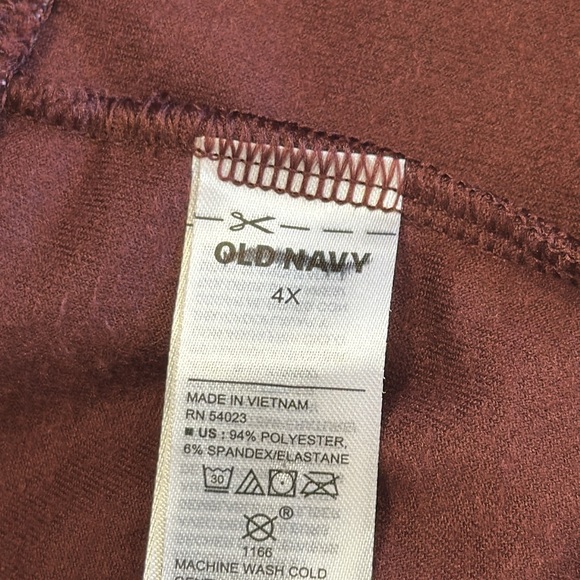 OLD NAVY
4X
MADE IN VIETNAM
RN 54023
■ US : 94% POLYESTER,
6% SPANDEX/ELASTANE
30
®
1166
MACHINE WASH COLD